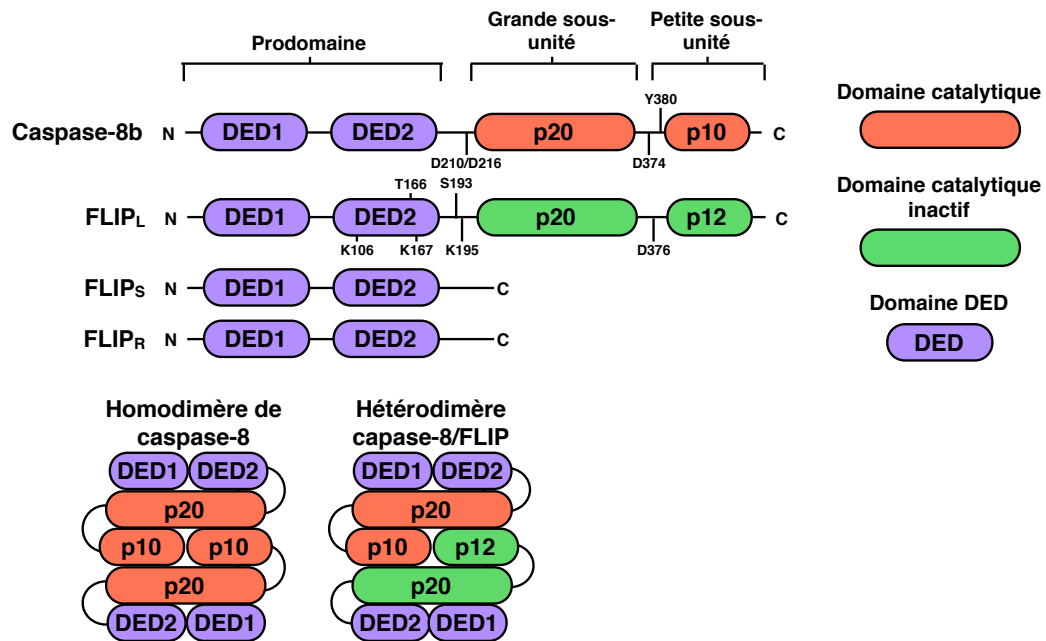 Prodomaine
Grande sous-
unité
Petite sous-
unité
Caspase-8b N DED1 DED2 p20 p10 C
Y380
D210/D216 D374
FLIPL N DED1 DED2 p20 p12 C
T166 S193
K106 K167 K195 D376
FLIPS N DED1 DED2 C
FLIPR N DED1 DED2 C
Domaine catalytique
Domaine catalytique
inactif
Domaine DED
DED
Homodimère de
caspase-8
DED1 DED2
p20
p10 p10
p20
DED2 DED1
Hétérodimère
capase-8/FLIP
DED1 DED2
p20
p10 p12
p20
DED2 DED1